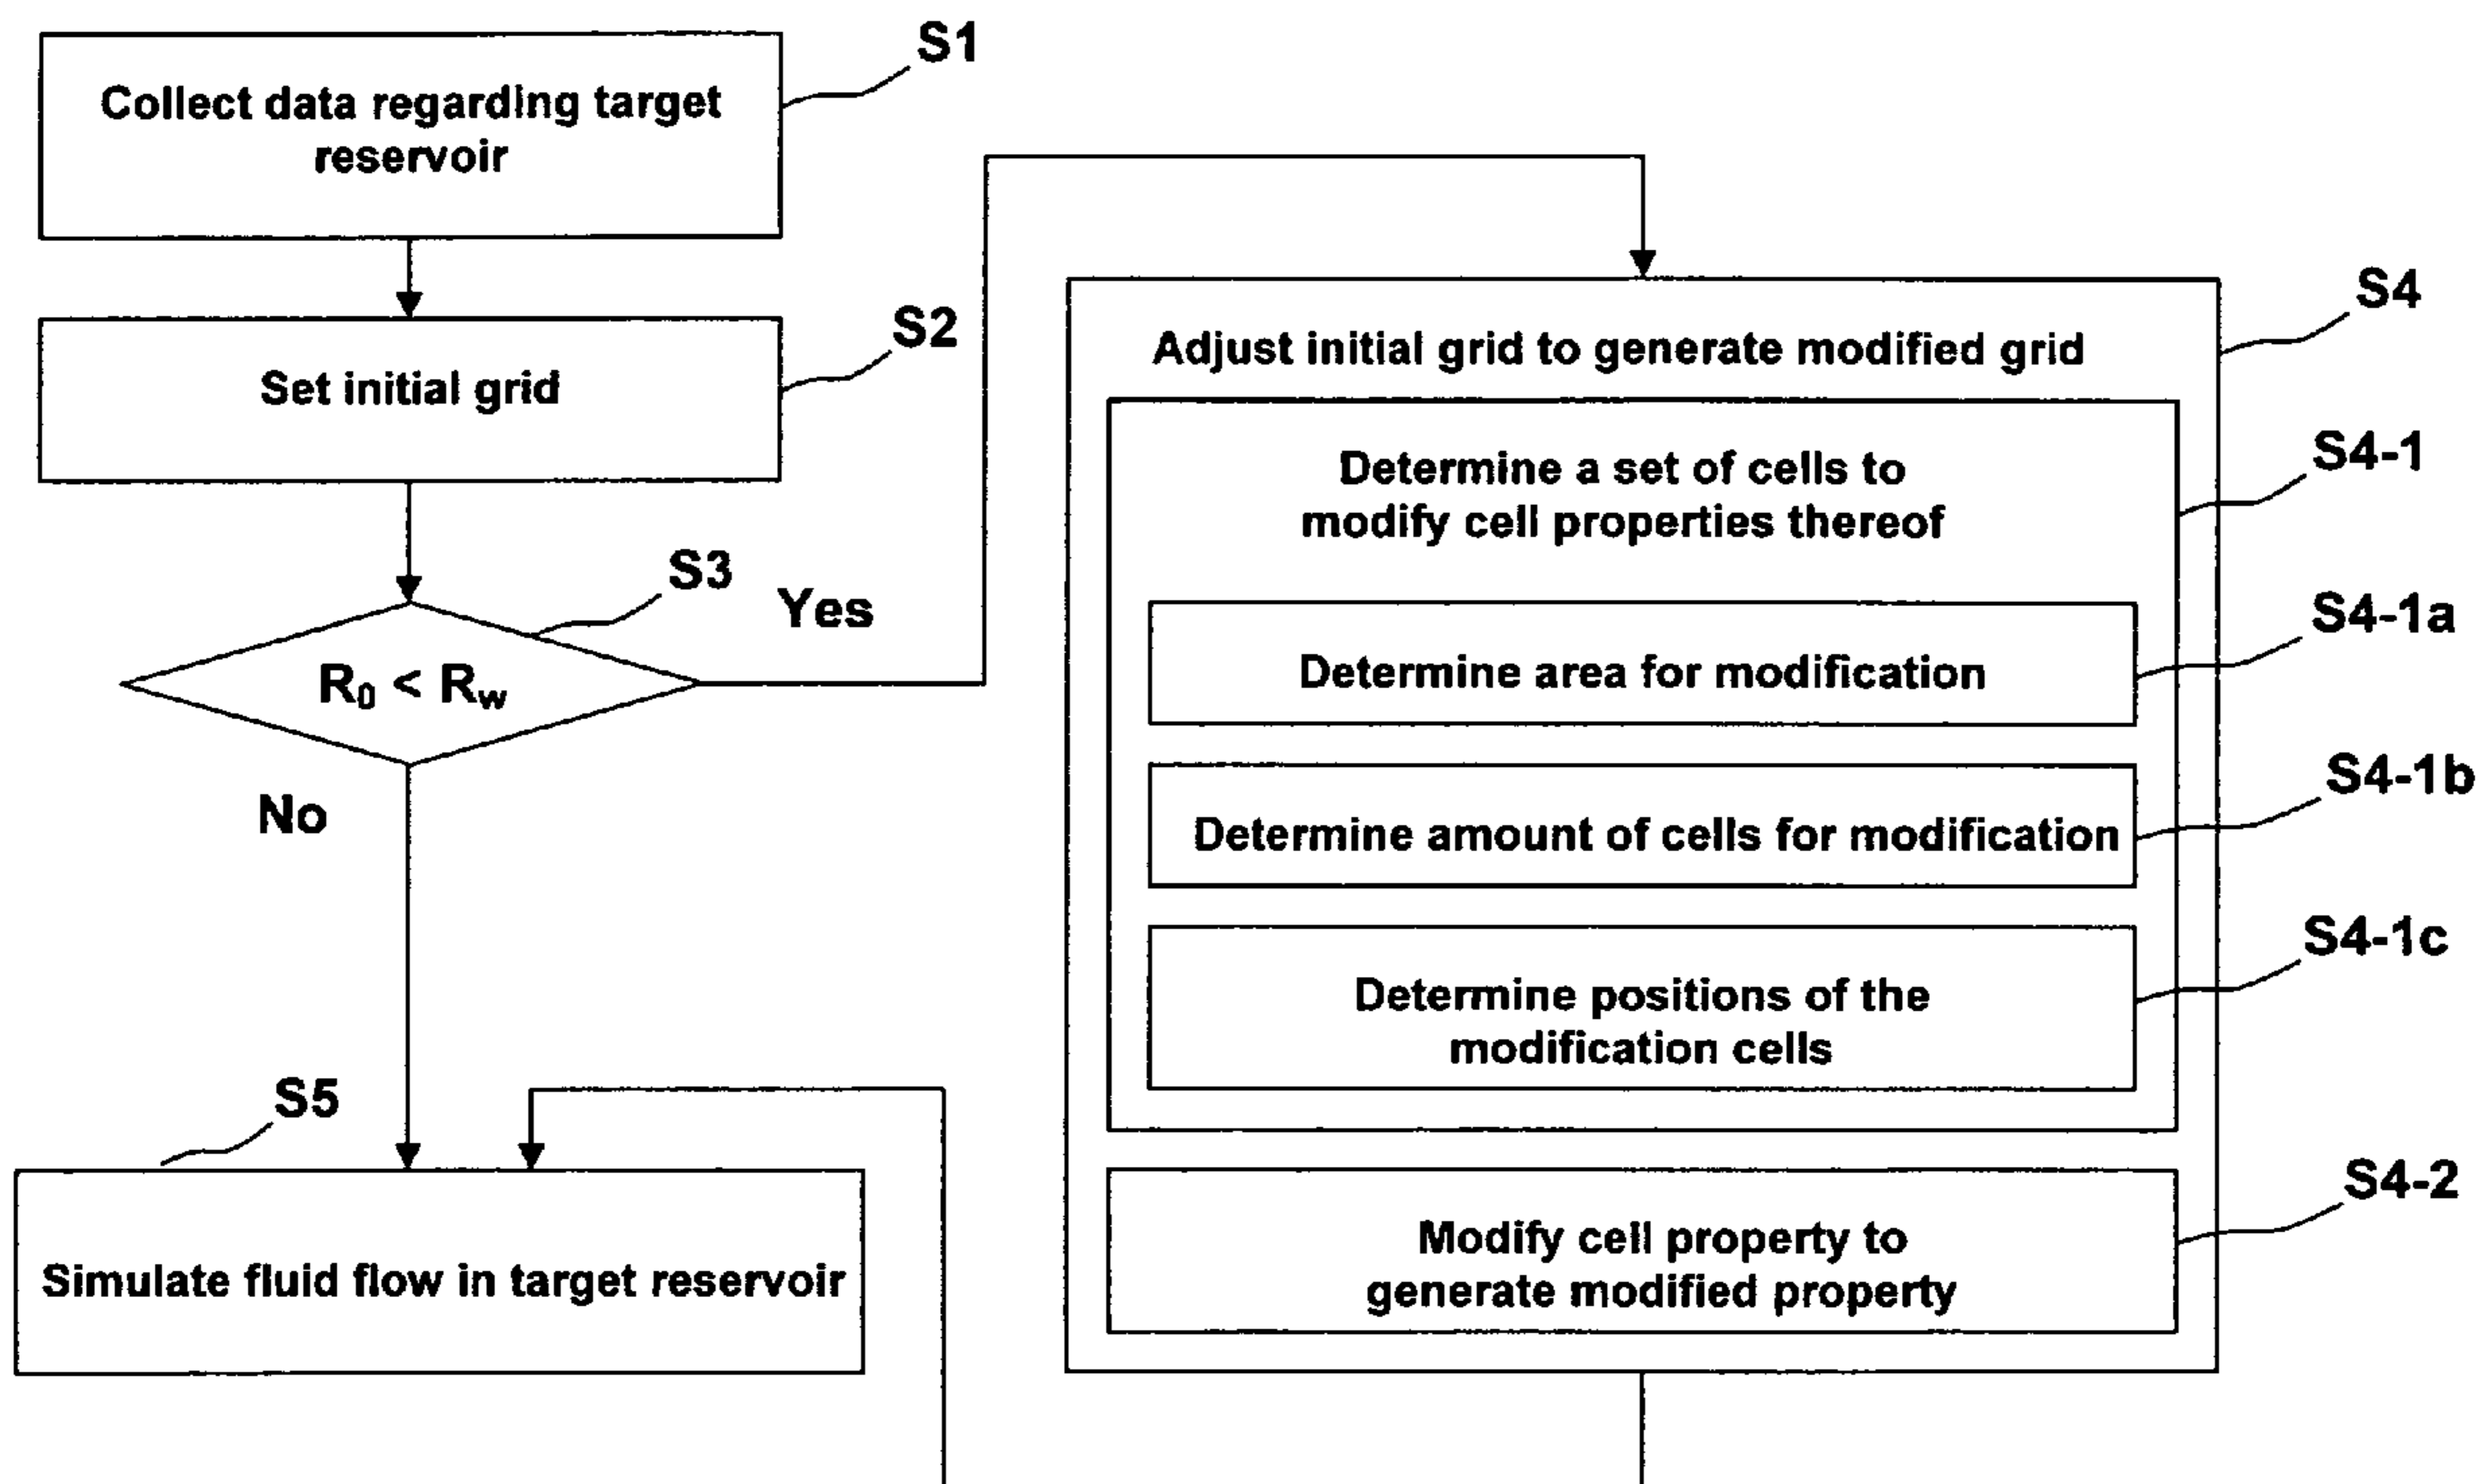 S1
Collect data regarding target
reservoir
S2
Set initial grid
S3
Yes
R₀ < Rw
No
S5
Simulate fluid flow in target reservoir
S4
Adjust initial grid to generate modified grid
S4-1
Determine a set of cells to
modify cell properties thereof
S4-1a
Determine area for modification
S4-1b
Determine amount of cells for modification
S4-1c
Determine positions of the
modification cells
S4-2
Modify cell property to
generate modified property